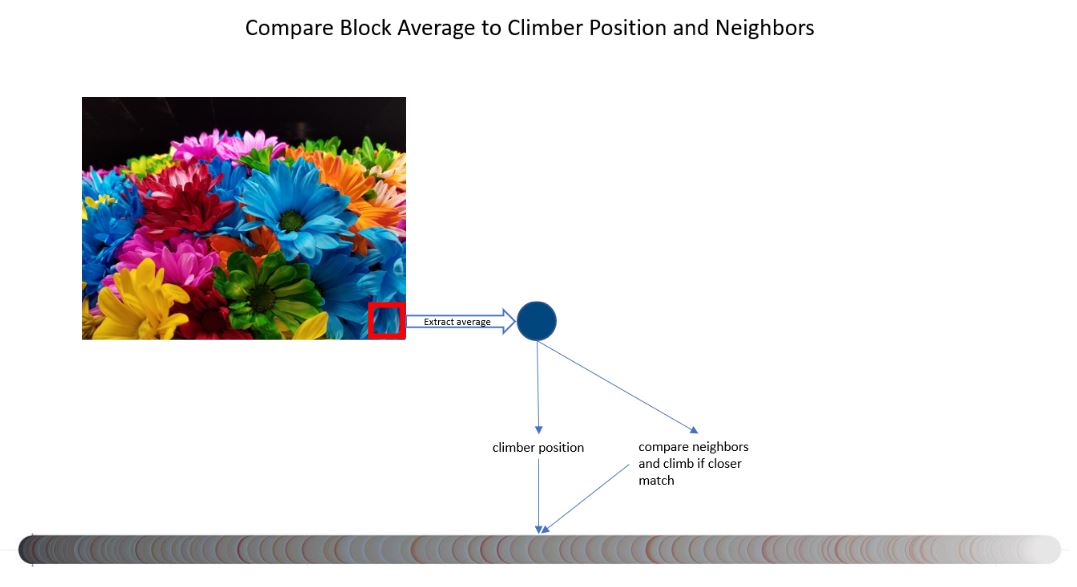 Compare Block Average to Climber Position and Neighbors
Extract average
climber position
compare neighbors
and climb if closer
match